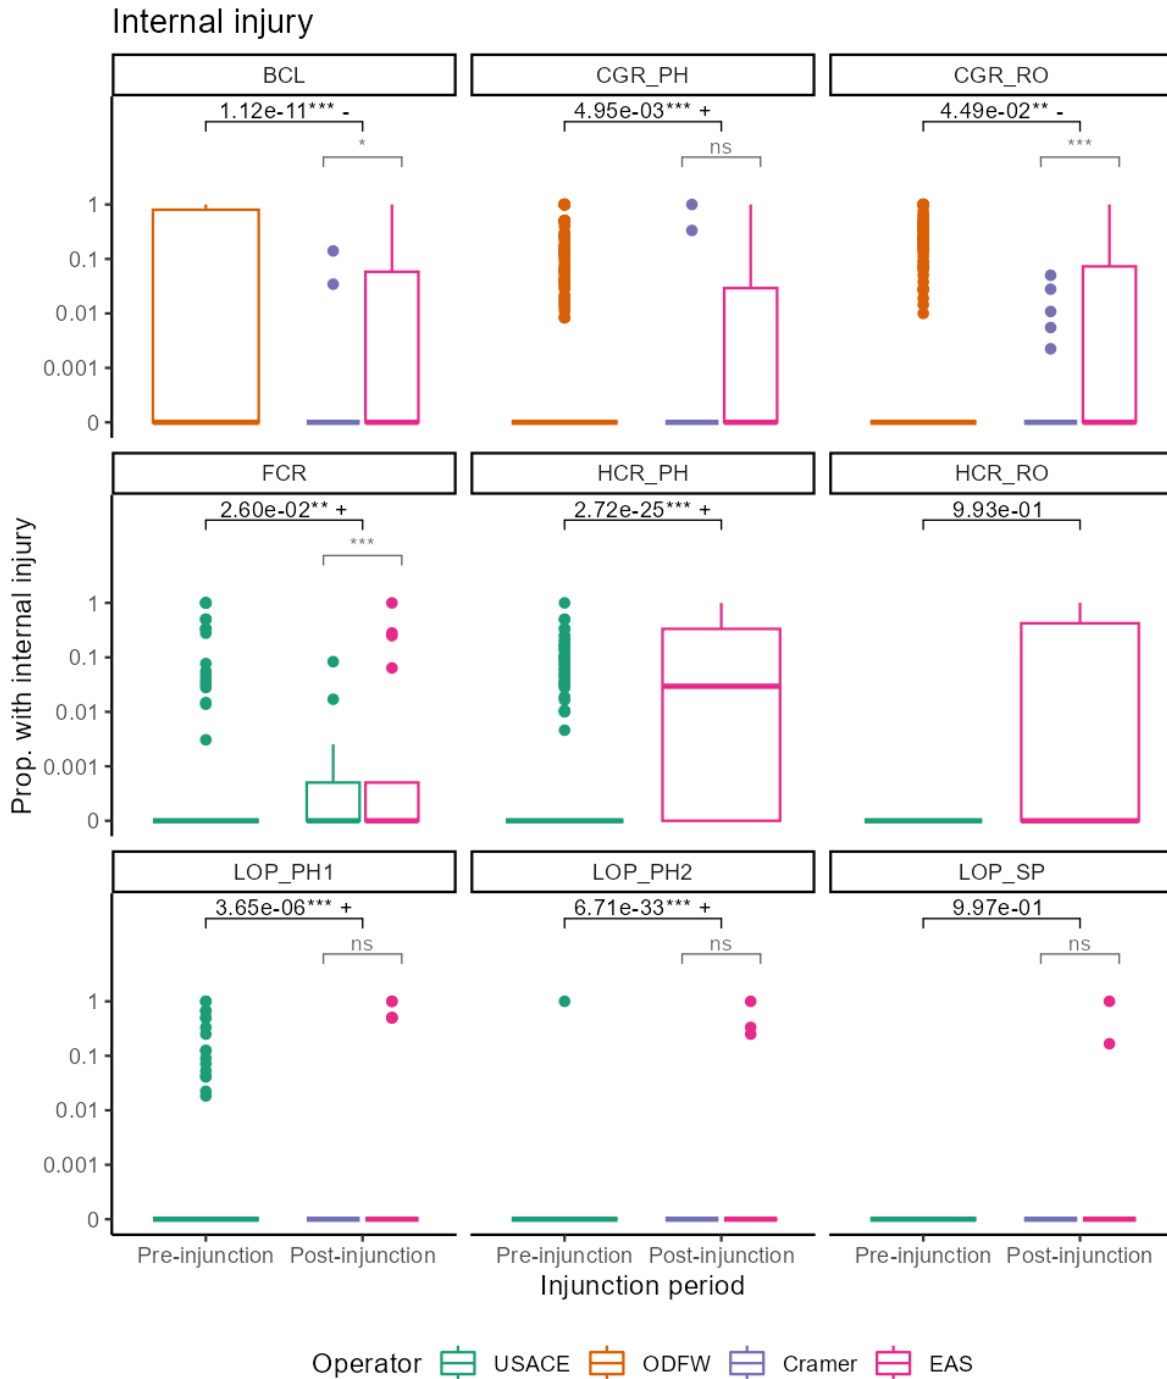 Internal injury
BCL CGR_PH CGR_RO
1.12e-11*** - 4.95e-03*** + 4.49e-02** -
* ns ***
1
0.1
0.01
0.001
0
FCR HCR_PH HCR_RO
2.60e-02** + 2.72e-25*** + 9.93e-01
***
1
0.1
0.01
0.001
0
Prop. with internal injury
LOP_PH1 LOP_PH2 LOP_SP
3.65e-06*** + 6.71e-33*** + 9.97e-01
ns ns ns
1
0.1
0.01
0.001
0
Pre-injunction Post-injunction Pre-injunction Post-injunction Pre-injunction Post-injunction
Injunction period
Operator USACE ODFW Cramer EAS